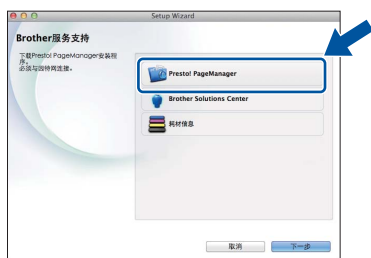 Setup Wizard
Brother服务支持
下载Presto! PageManager安装程
序。
必须与因特网连接。
Presto! PageManager
Brother Solutions Center
耗材信息
取消
下一步